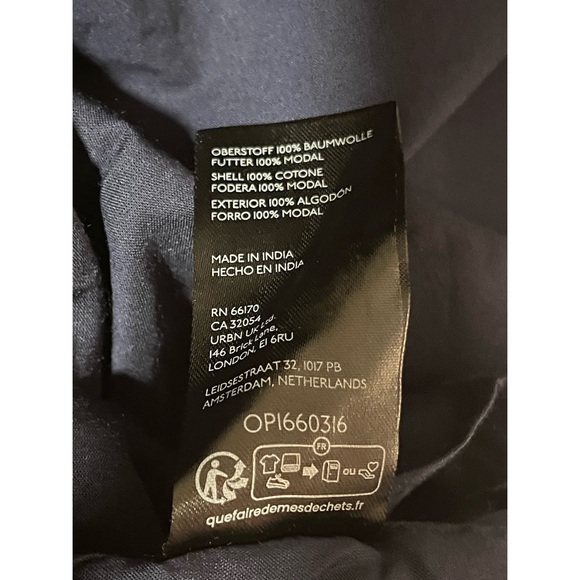 OBERSTOFF 100% BAUMWOLLE
FUTTER 100% MODAL
SHELL 100% COTONE
FODERA 100% MODAL
EXTERIOR 100% ALGODÓN
FORRO 100% MODAL
MADE IN INDIA
HECHO EN INDIA
RN 66170
CA 32054
URBN UK Ltd.
146 Brick Lane,
LONDON, E1 6RU
LEIDSESTRAAT 32, 1017 PB
AMSTERDAM, NETHERLANDS
OP1660316
FR
OU
quefairedemesdechets.fr